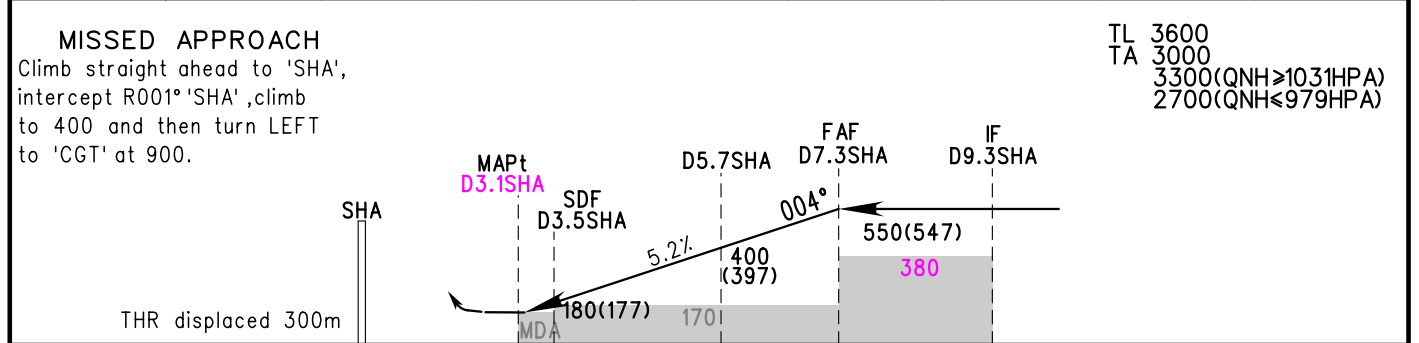 MISSED APPROACH
Climb straight ahead to 'SHA',
intercept R001° 'SHA' ,climb
to 400 and then turn LEFT
to 'CGT' at 900.
TL 3600
TA 3000
3300(QNH≥1031HPA)
2700(QNH≤979HPA)
SHA
MAPt
D3.1SHA
SDF
D3.5SHA
D5.7SHA
FAF
D7.3SHA
IF
D9.3SHA
004°
5.2%
550(547)
400
(397)
380
180(177)
170
MDA
THR displaced 300m